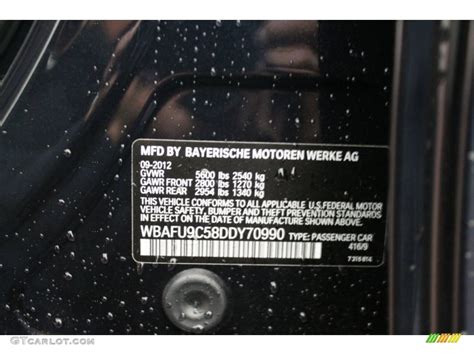 MFD BY BAYERISCHE MOTOREN WERKE AG
09-2012
GVWR 5600 lbs 2540 kg
GAWR FRONT 2800 lbs 1270 kg
GAWR REAR 2954 lbs 1340 kg
THIS VEHICLE CONFORMS TO ALL APPLICABLE U.S. FEDERAL MOTOR
VEHICLE SAFETY, BUMPER, AND THEFT PREVENTION STANDARDS
IN EFFECT ON THE DATE OF MANUFACTURE SHOWN ABOVE.
WBAFU9C58DDY70990 TYPE: PASSENGER CAR
416/9
7 316 814
© GTCARLOT.COM